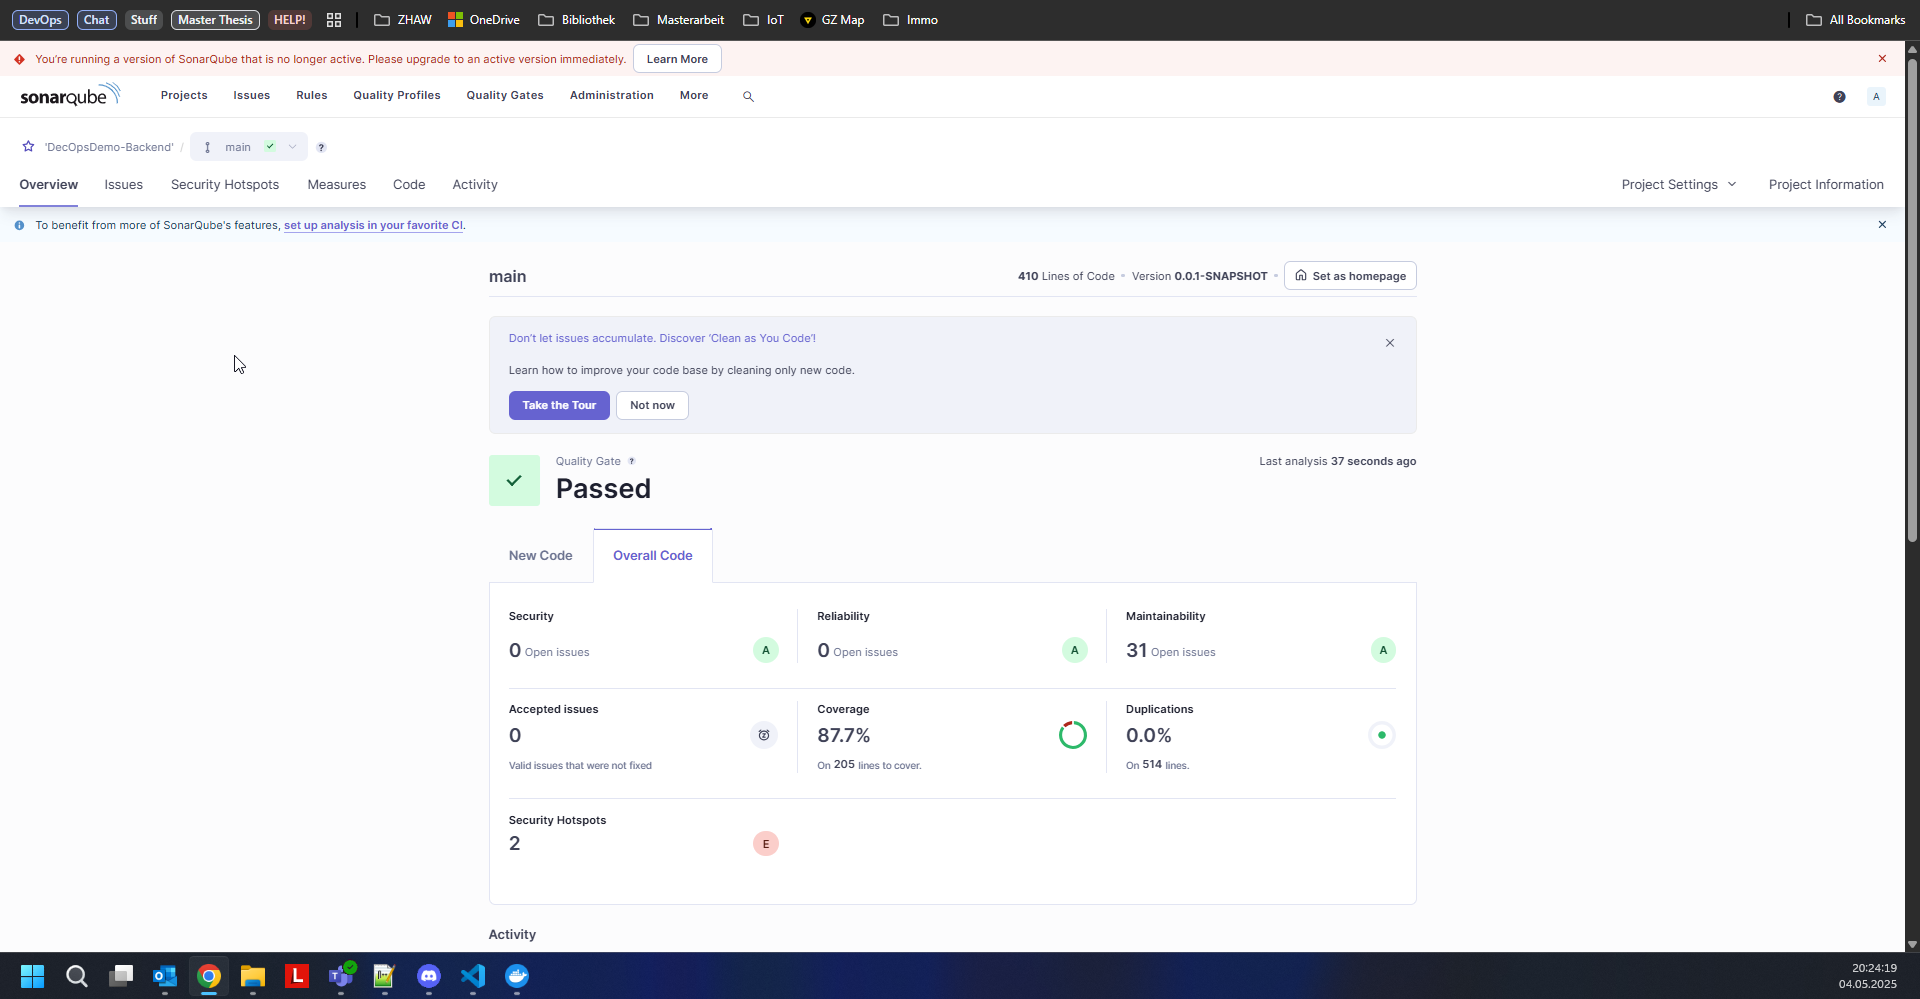 DevOps Chat Stuff Master Thesis HELP! ZHAW OneDrive Bibliothek Masterarbeit IoT GZ Map Immo All Bookmarks
You're running a version of SonarQube that is no longer active. Please upgrade to an active version immediately. Learn More
sonarqube Projects Issues Rules Quality Profiles Quality Gates Administration More ? A
'DecOpsDemo-Backend' / main ?
Overview Issues Security Hotspots Measures Code Activity Project Settings Project Information
To benefit from more of SonarQube's features, set up analysis in your favorite CI.
main 410 Lines of Code • Version 0.0.1-SNAPSHOT • Set as homepage
Don't let issues accumulate. Discover 'Clean as You Code'!
Learn how to improve your code base by cleaning only new code.
Take the Tour Not now
Quality Gate ? Last analysis 37 seconds ago
Passed
New Code Overall Code
Security Reliability Maintainability
0 Open issues A 0 Open issues A 31 Open issues A
Accepted issues Coverage Duplications
0 87.7% 0.0%
Valid issues that were not fixed On 205 lines to cover. On 514 lines.
Security Hotspots
2 E
Activity
20:24:19
04.05.2025